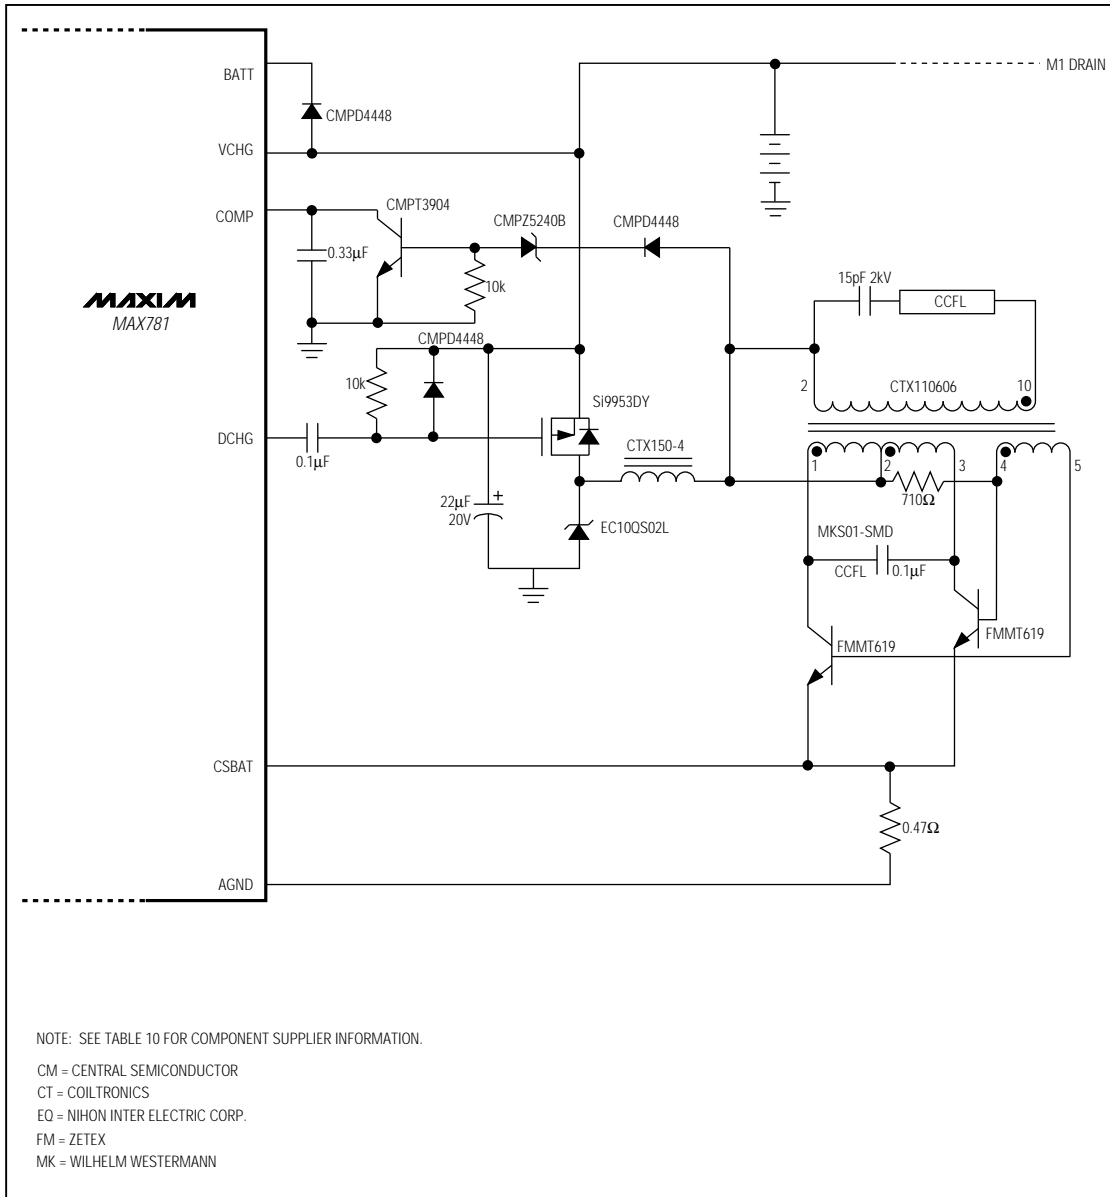 BATT
M1 DRAIN
CMPD4448
VCHG
CMPT3904
COMP
CMPZ5240B
CMPD4448
0.33µF
10k
15pF 2kV
CCFL
MAXIM
MAX781
CMPD4448
10k
2
CTX110606
10
Si9953DY
DCHG
0.1µF
CTX150-4
1
2
3
4
5
22µF
20V
710Ω
EC10QS02L
MKS01-SMD
CCFL
0.1µF
FMMT619
FMMT619
CSBAT
0.47Ω
AGND
NOTE: SEE TABLE 10 FOR COMPONENT SUPPLIER INFORMATION.
CM = CENTRAL SEMICONDUCTOR
CT = COILTRONICS
EQ = NIHON INTER ELECTRIC CORP.
FM = ZETEX
MK = WILHELM WESTERMANN